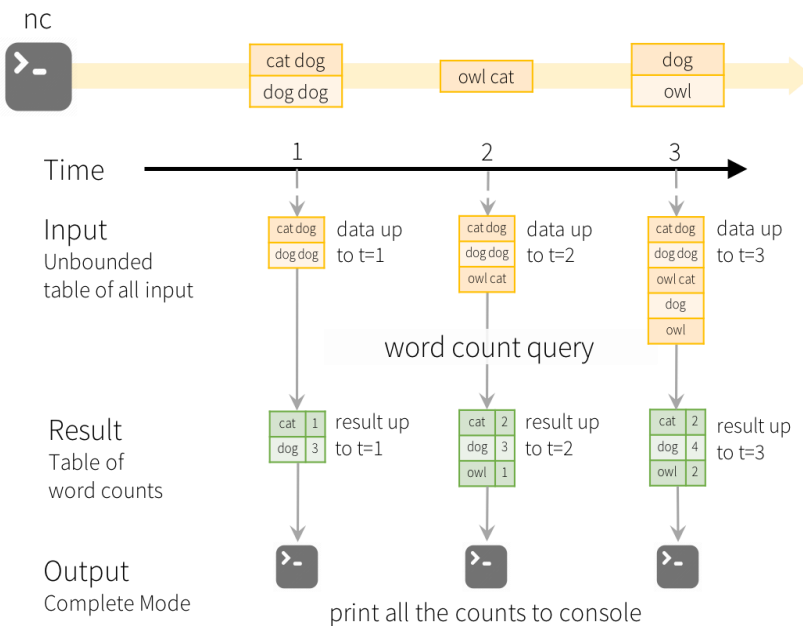 nc
cat dog
dog dog
owl cat
dog
owl
Time
1
2
3
Input
Unbounded
table of all input
cat dog
dog dog
data up
to t=1
cat dog
dog dog
owl cat
data up
to t=2
cat dog
dog dog
owl cat
dog
owl
data up
to t=3
word count query
Result
Table of
word counts
cat 1
dog 3
result up
to t=1
cat 2
dog 3
owl 1
result up
to t=2
cat 2
dog 4
owl 2
result up
to t=3
Output
Complete Mode
print all the counts to console